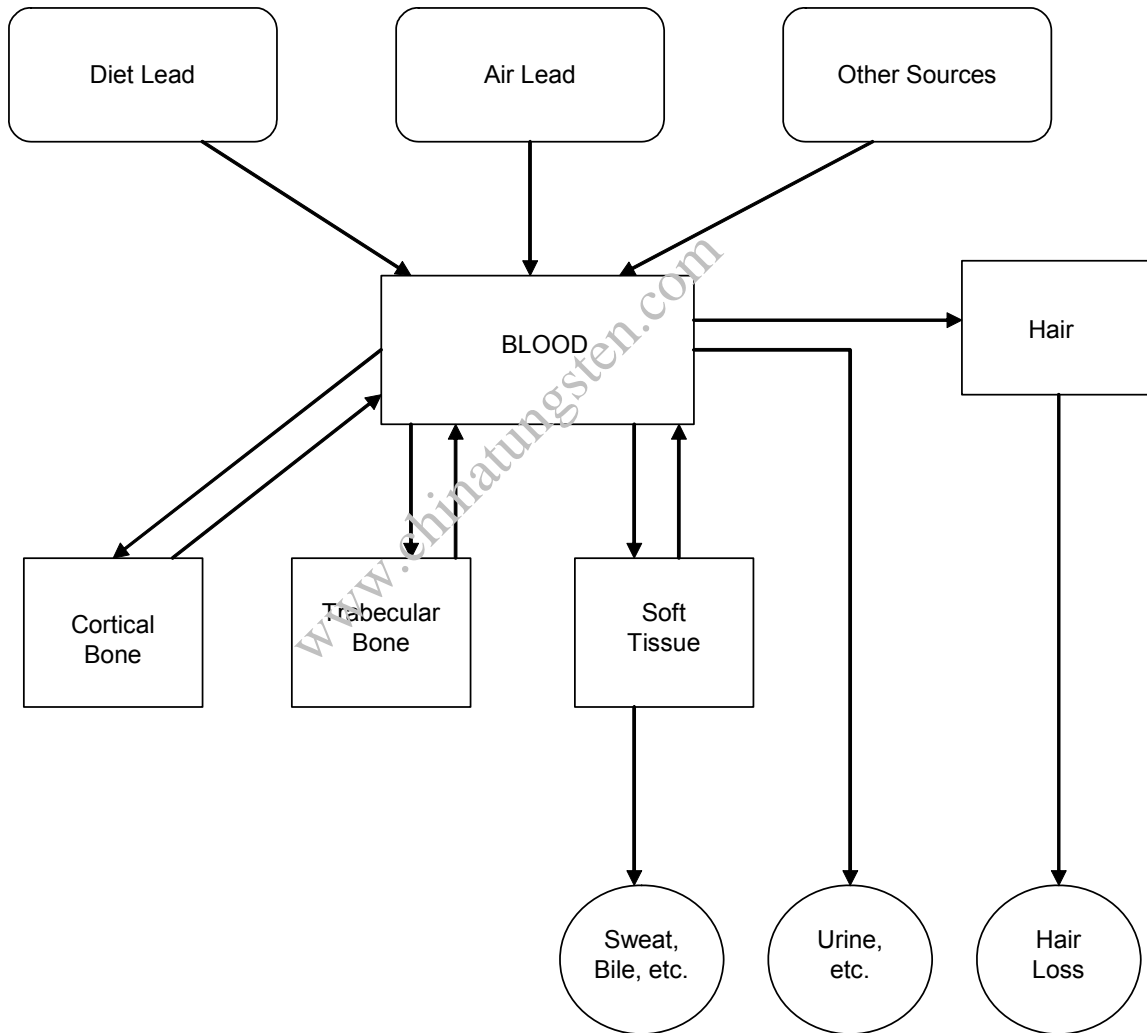 Diet Lead
Air Lead
Other Sources
BLOOD
Hair
www.chinatungsten.com
Cortical
Bone
Trabecular
Bone
Soft
Tissue
Sweat,
Bile, etc.
Urine,
etc.
Hair
Loss